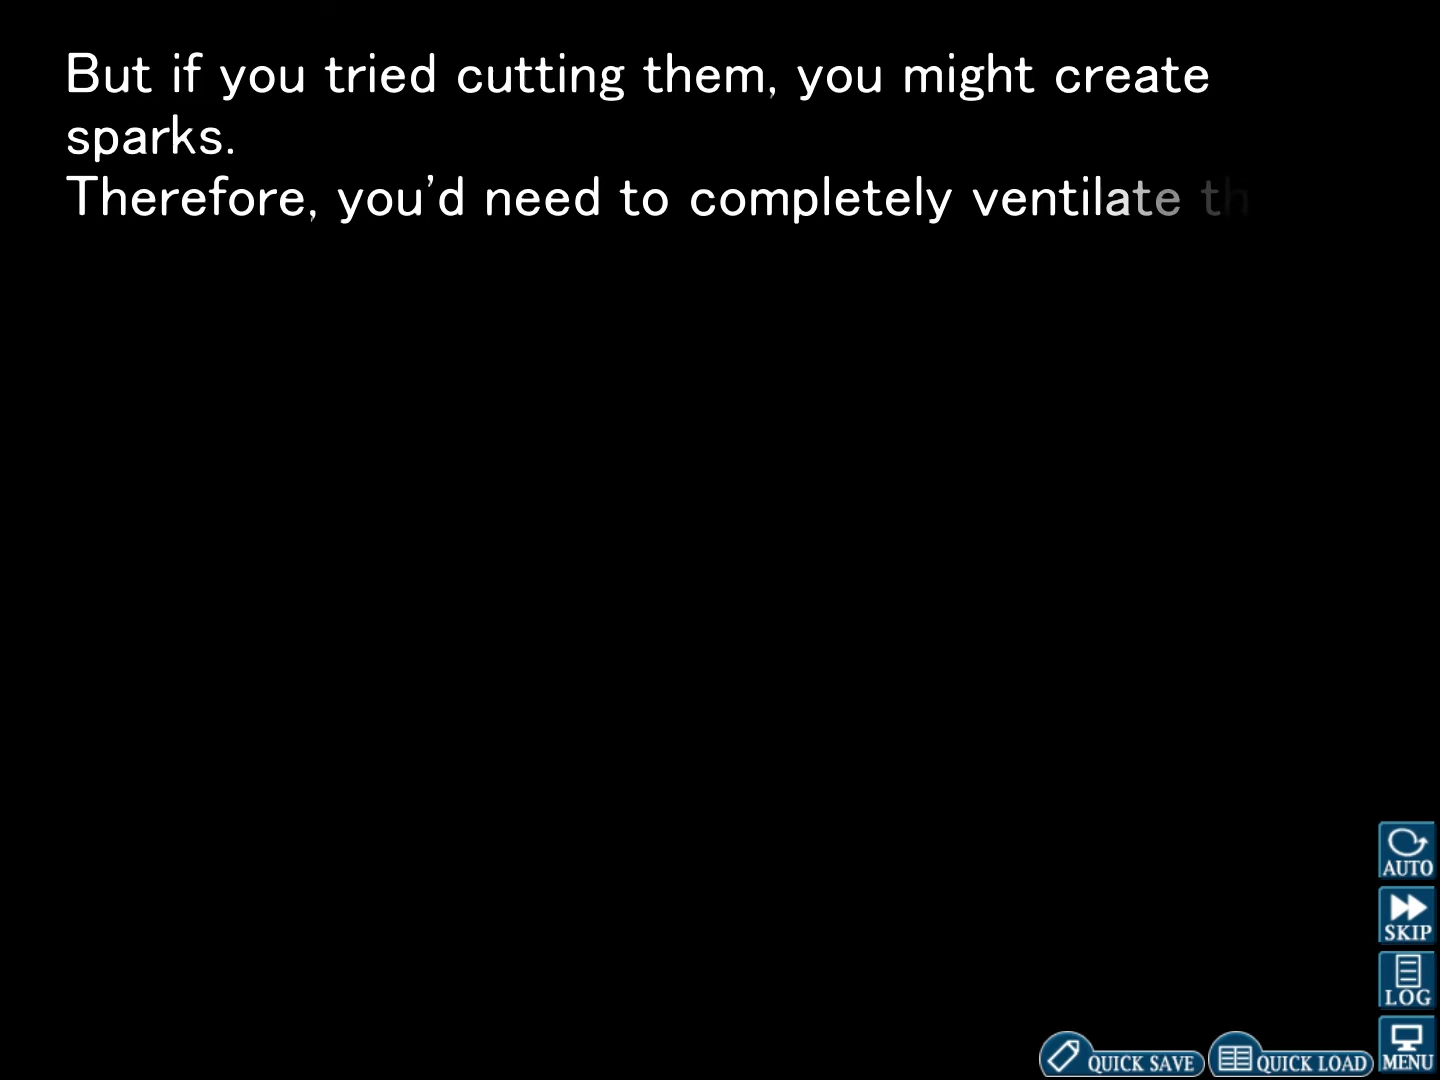 But if you tried cutting them, you might create
sparks.
Therefore, you'd need to completely ventilate th
AUTO
SKIP
LOG
MENU
QUICK SAVE
QUICK LOAD